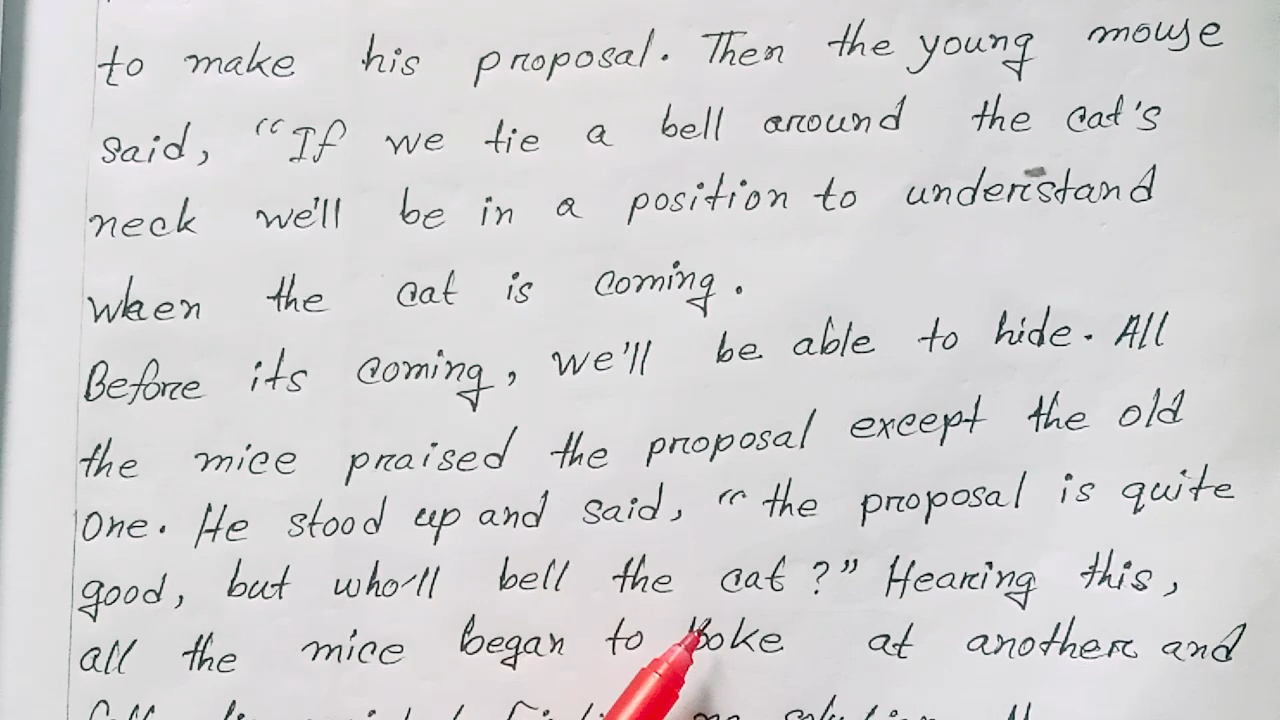 to make his proposal. Then the young mouse
said, "If we tie a bell around the cat's
neck we'll be in a position to understand
when the cat is coming.
Before its coming, we'll be able to hide. All
the mice praised the proposal except the old
one. He stood up and said, "the proposal is quite
good, but who'll bell the cat?" Hearing this,
all the mice began to at another and